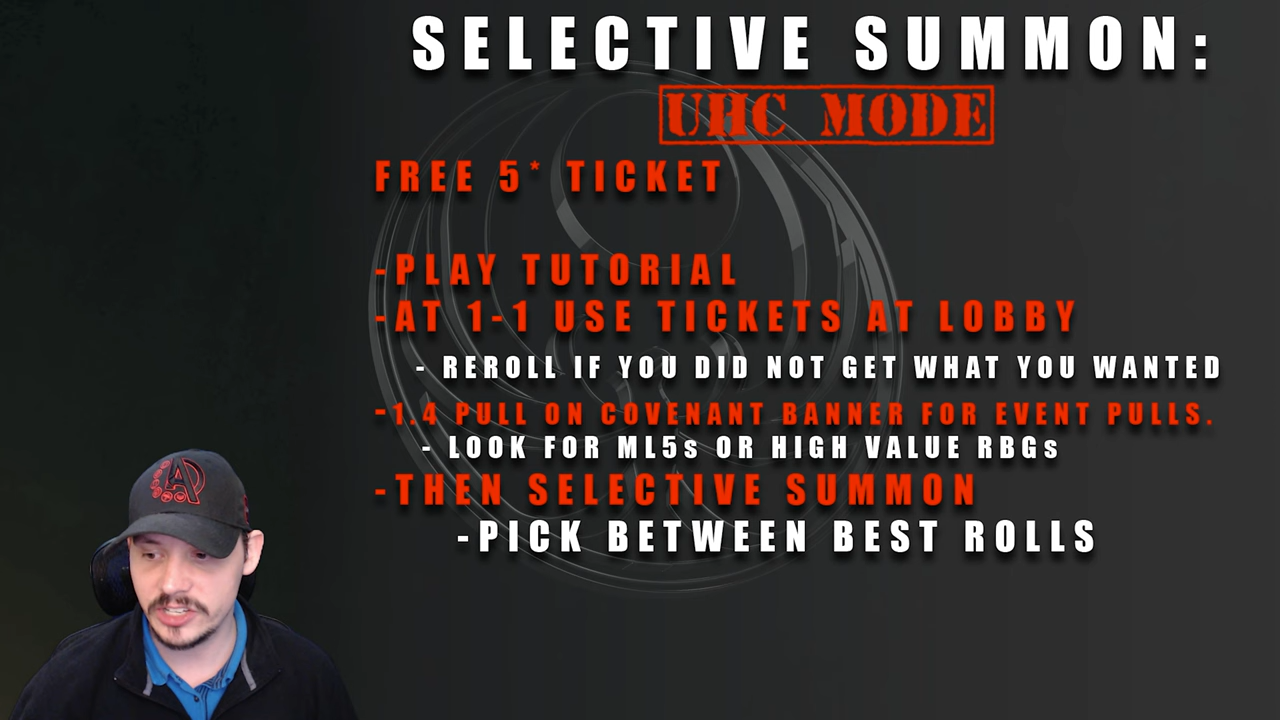 SELECTIVE SUMMON:
UHC MODE
FREE 5* TICKET
-PLAY TUTORIAL
-AT 1-1 USE TICKETS AT LOBBY
- REROLL IF YOU DID NOT GET WHAT YOU WANTED
-1.4 PULL ON COVENANT BANNER FOR EVENT PULLS.
- LOOK FOR ML5s OR HIGH VALUE RBGs
-THEN SELECTIVE SUMMON
-PICK BETWEEN BEST ROLLS